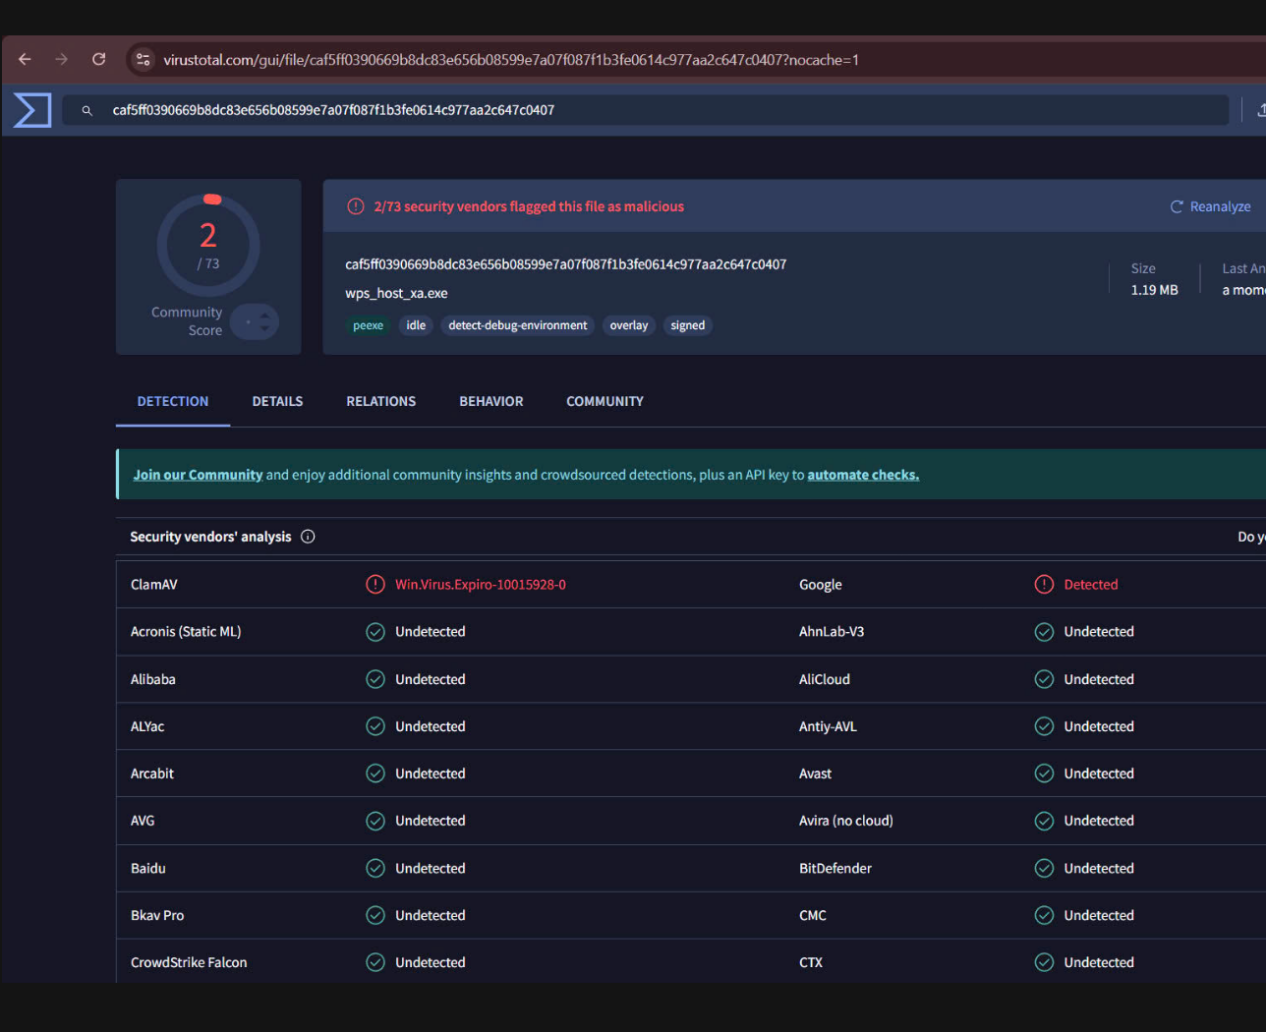 virustotal.com/gui/file/caf5ff0390669b8dc83e656b08599e7a07f087f1b3fe0614c977aa2c647c0407?nocache=1
caf5ff0390669b8dc83e656b08599e7a07f087f1b3fe0614c977aa2c647c0407
2
/ 73
Community
Score
2/73 security vendors flagged this file as malicious
Reanalyze
caf5ff0390669b8dc83e656b08599e7a07f087f1b3fe0614c977aa2c647c0407
wps_host_xa.exe
Size
1.19 MB
Last An
a mome
peexe idle detect-debug-environment overlay signed
DETECTION DETAILS RELATIONS BEHAVIOR COMMUNITY
Join our Community and enjoy additional community insights and crowdsourced detections, plus an API key to automate checks.
Security vendors' analysis Do yo
ClamAV Win.Virus.Expiro-10015928-0 Google Detected
Acronis (Static ML) Undetected AhnLab-V3 Undetected
Alibaba Undetected AliCloud Undetected
ALYac Undetected Antiy-AVL Undetected
Arcabit Undetected Avast Undetected
AVG Undetected Avira (no cloud) Undetected
Baidu Undetected BitDefender Undetected
Bkav Pro Undetected CMC Undetected
CrowdStrike Falcon Undetected CTX Undetected